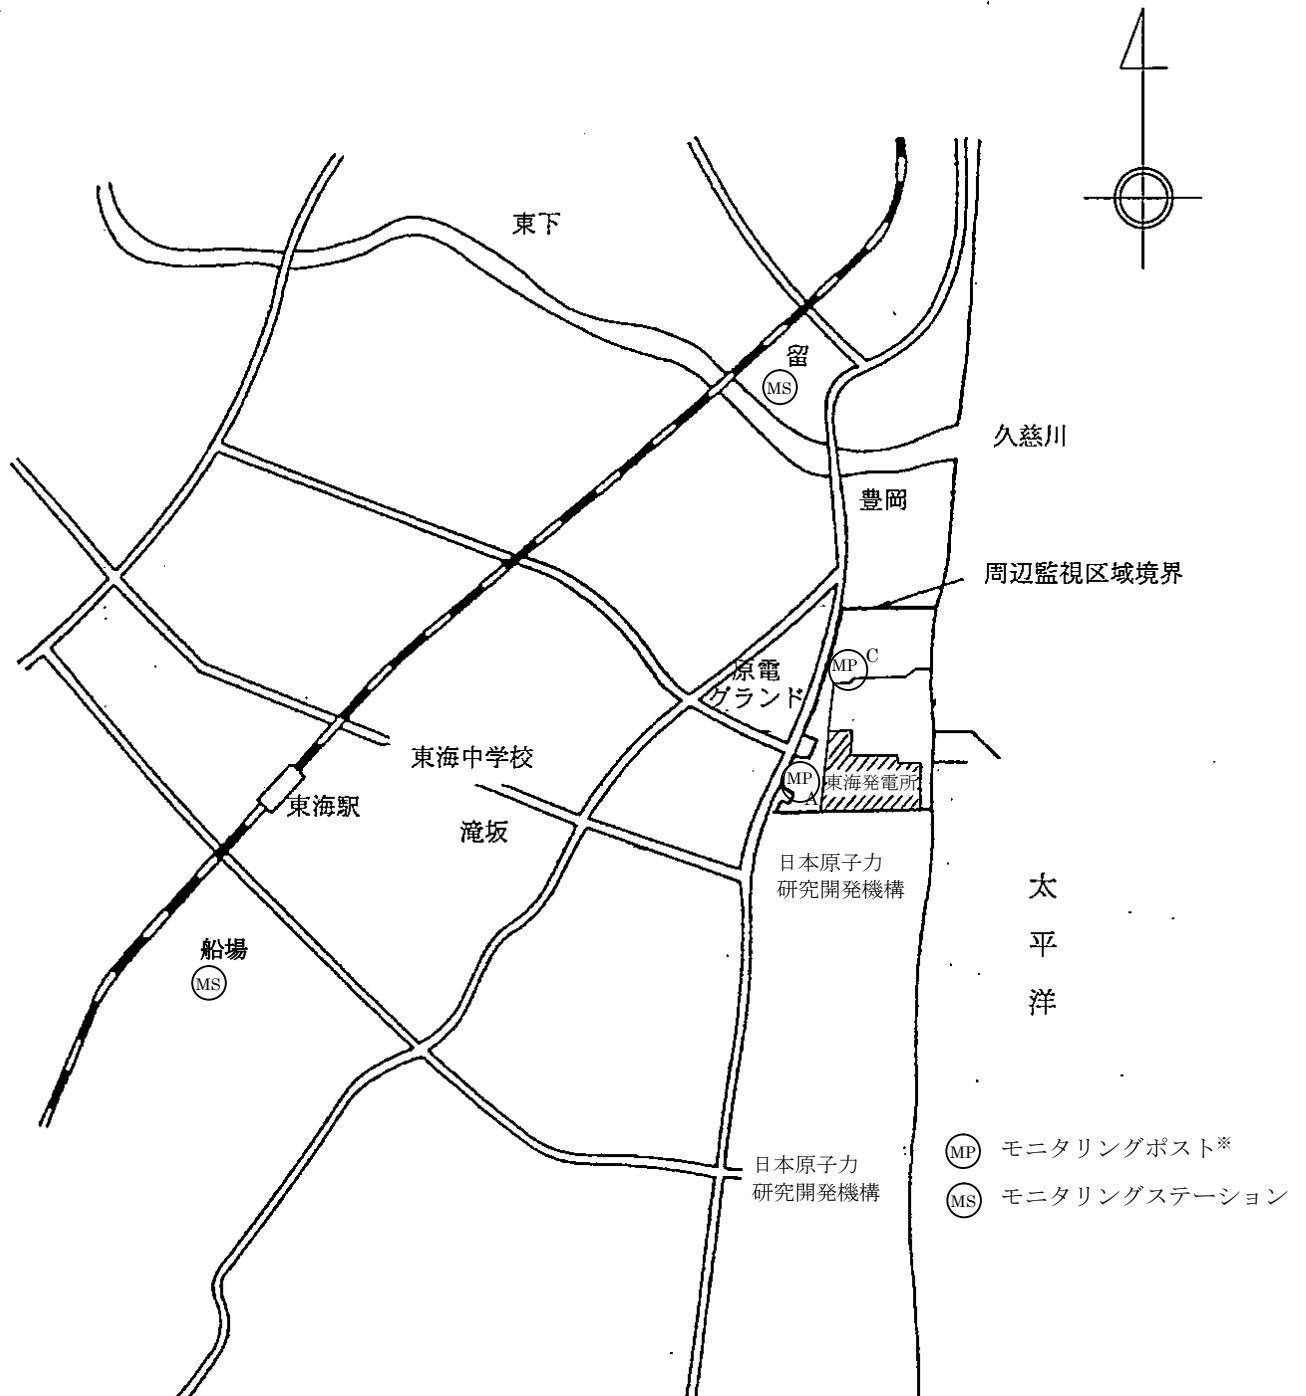 東下
留
MS
久慈川
豊岡
周辺監視区域境界
原電
グランド
MP C
東海中学校
MP
A
東海発電所
東海駅
滝坂
日本原子力
研究開発機構
太
平
洋
船場
MS
MP モニタリングポスト※
日本原子力
研究開発機構
MS モニタリングステーション